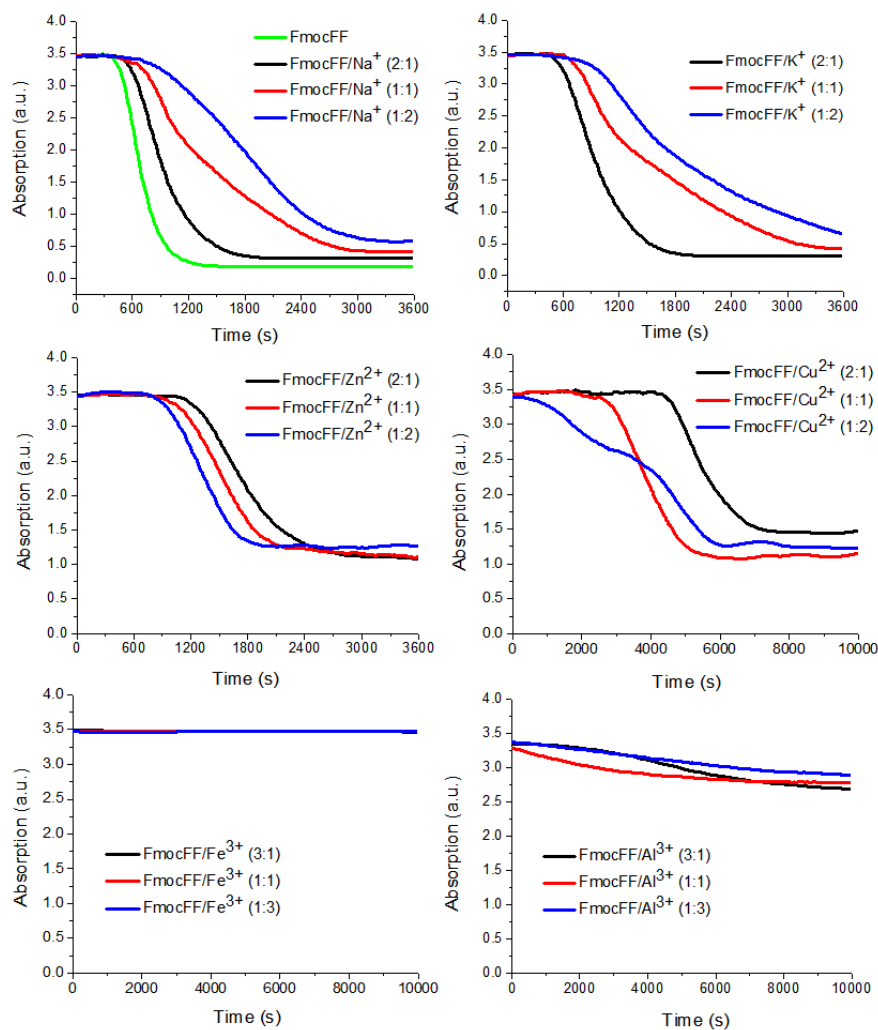 FmocFF
FmocFF/Na⁺ (2:1)
FmocFF/Na⁺ (1:1)
FmocFF/Na⁺ (1:2)
4.0
3.5
3.0
2.5
2.0
1.5
1.0
0.5
0.0
Absorption (a.u.)
0 600 1200 1800 2400 3000 3600
Time (s)
FmocFF/K⁺ (2:1)
FmocFF/K⁺ (1:1)
FmocFF/K⁺ (1:2)
4.0
3.5
3.0
2.5
2.0
1.5
1.0
0.5
0.0
Absorption (a.u.)
0 600 1200 1800 2400 3000 3600
Time (s)
FmocFF/Zn²⁺ (2:1)
FmocFF/Zn²⁺ (1:1)
FmocFF/Zn²⁺ (1:2)
4.0
3.5
3.0
2.5
2.0
1.5
1.0
0.5
0.0
Absorption (a.u.)
0 600 1200 1800 2400 3000 3600
Time (s)
FmocFF/Cu²⁺ (2:1)
FmocFF/Cu²⁺ (1:1)
FmocFF/Cu²⁺ (1:2)
4.0
3.5
3.0
2.5
2.0
1.5
1.0
0.5
0.0
Absorption (a.u.)
0 2000 4000 6000 8000 10000
Time (s)
4.0
3.5
3.0
2.5
2.0
1.5
1.0
0.5
0.0
Absorption (a.u.)
FmocFF/Fe³⁺ (3:1)
FmocFF/Fe³⁺ (1:1)
FmocFF/Fe³⁺ (1:3)
0 2000 4000 6000 8000 10000
Time (s)
4.0
3.5
3.0
2.5
2.0
1.5
1.0
0.5
0.0
Absorption (a.u.)
FmocFF/Al³⁺ (3:1)
FmocFF/Al³⁺ (1:1)
FmocFF/Al³⁺ (1:3)
0 2000 4000 6000 8000 10000
Time (s)